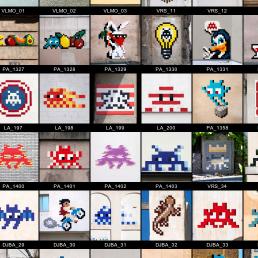 VLMO_01 VLMO_02 VLMO_03 VRS_11 VRS_12
PA_1327 PA_1328 PA_1329 PA_1330 PA_1331
LA_197 LA_198 LA_199 LA_200 PA_1358
PA_1400 PA_1401 PA_1402 PA_1403 VRS_34
DJBA_29 DJBA_30 DJBA_31 DJBA_32 DJBA_33